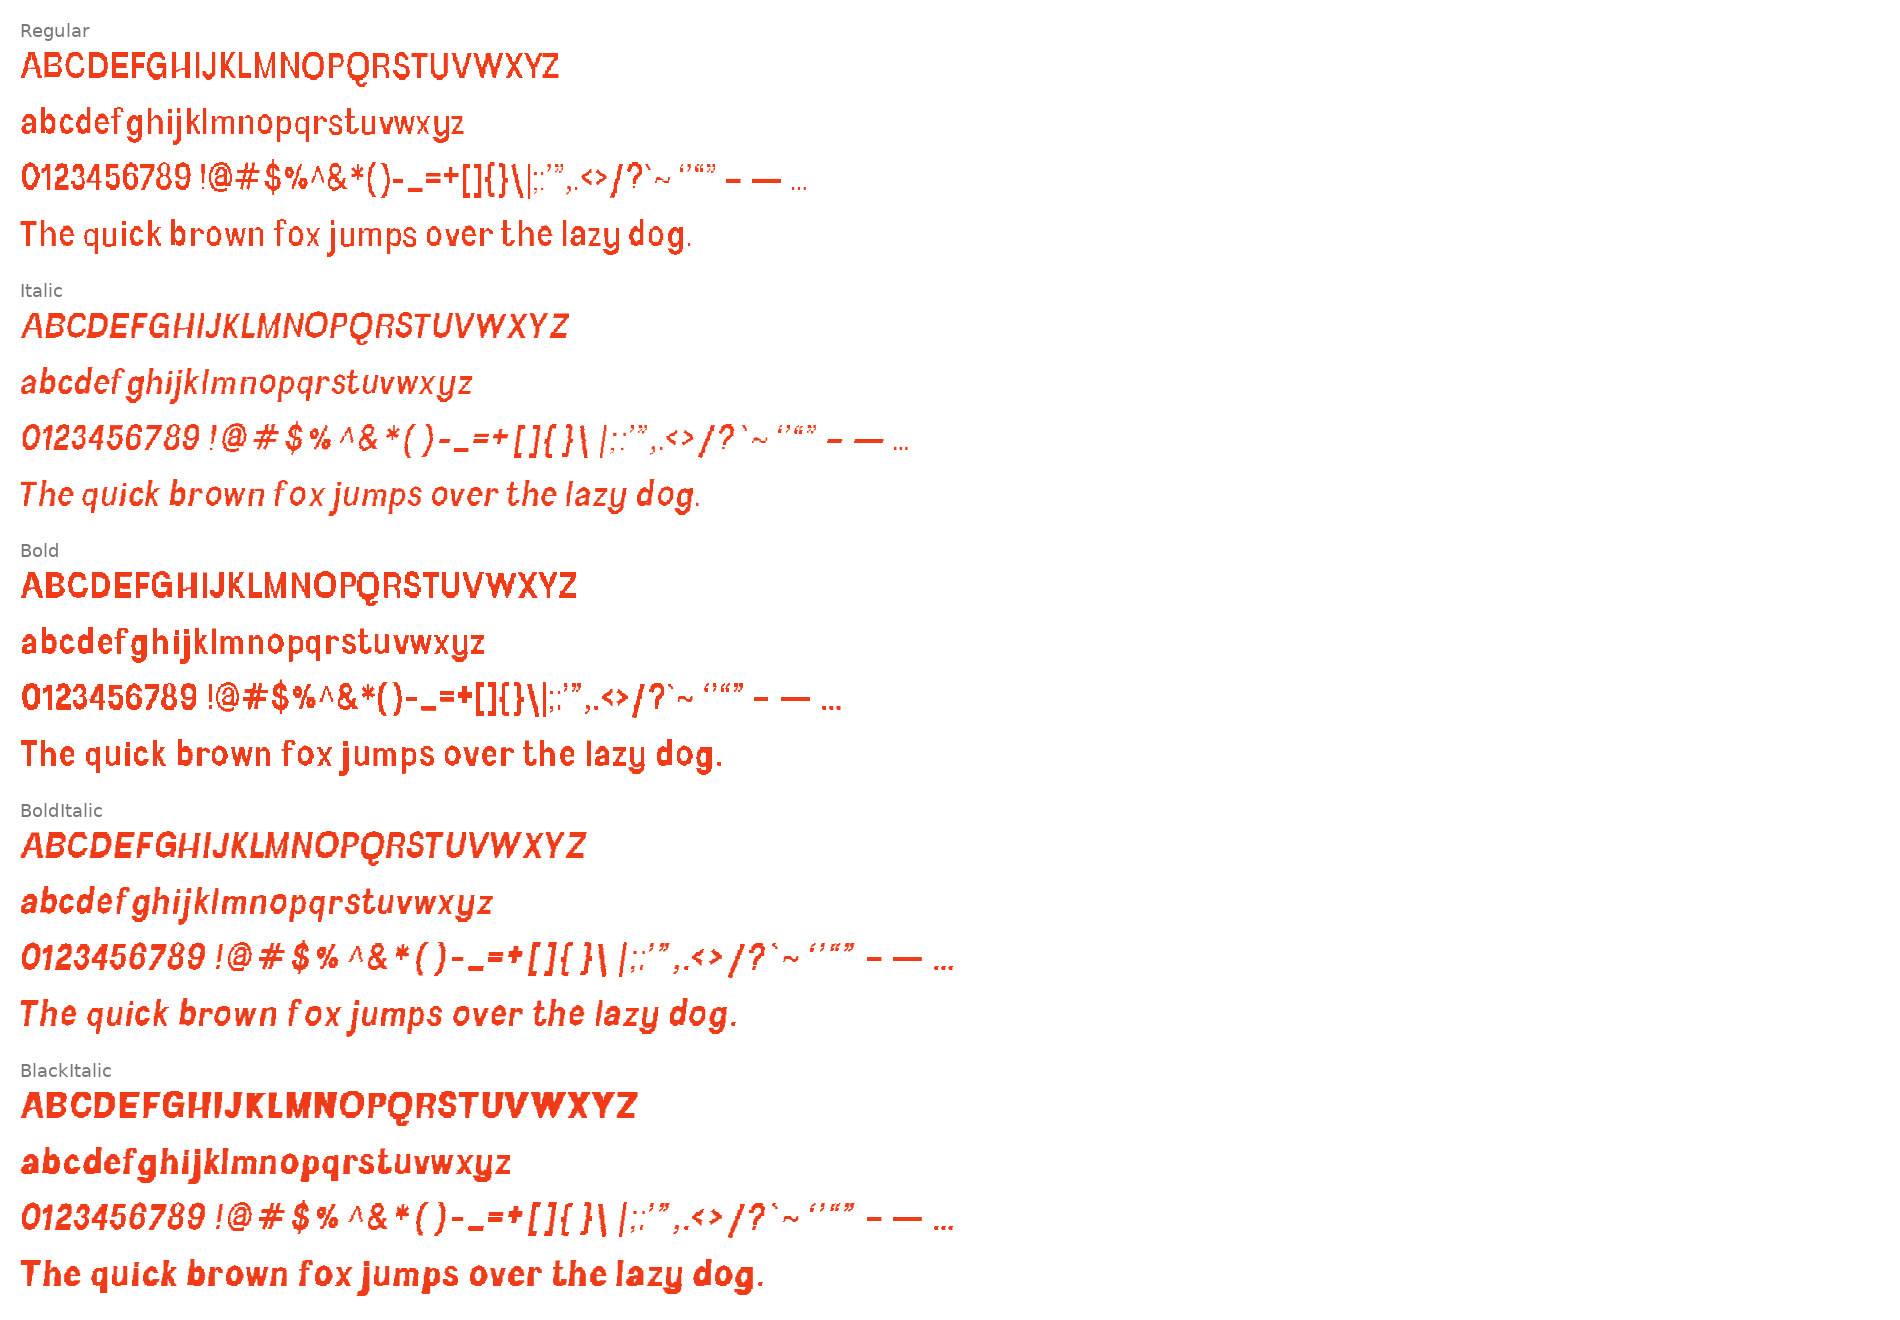 Regular
ABCDEFGHIJKLMNOPQRSTUVWXYZ
abcdefghijklmnopqrstuvwxyz
0123456789 !@#$%^&*()-_=+[]{}\|;:’”,.<>/?`~ ‘’“” – — …
The quick brown fox jumps over the lazy dog.
Italic
ABCDEFGHIJKLMNOPQRSTUVWXYZ
abcdefghijklmnopqrstuvwxyz
0123456789 !@#$%^&*()-_=+[]{}\|;:’”,.<>/?`~ ‘’“” – — …
The quick brown fox jumps over the lazy dog.
Bold
ABCDEFGHIJKLMNOPQRSTUVWXYZ
abcdefghijklmnopqrstuvwxyz
0123456789 !@#$%^&*()-_=+[]{}\|;:’”,.<>/?`~ ‘’“” – — …
The quick brown fox jumps over the lazy dog.
BoldItalic
ABCDEFGHIJKLMNOPQRSTUVWXYZ
abcdefghijklmnopqrstuvwxyz
0123456789 !@#$%^&*()-_=+[]{}\|;:’”,.<>/?`~ ‘’“” – — …
The quick brown fox jumps over the lazy dog.
BlackItalic
ABCDEFGHIJKLMNOPQRSTUVWXYZ
abcdefghijklmnopqrstuvwxyz
0123456789 !@#$%^&*()-_=+[]{}\|;:’”,.<>/?`~ ‘’“” – — …
The quick brown fox jumps over the lazy dog.